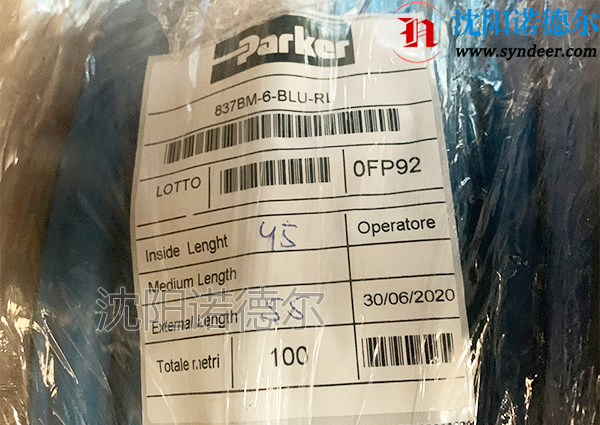 沈阳诺德尔
www.syndeer.com
Parker
837BM-6-BLU-RL
LOTTO 0FP92
Inside Lenght 45 Operatore
Medium Length
沈阳诺德尔
External Length 55 30/06/2020
Totale metri 100